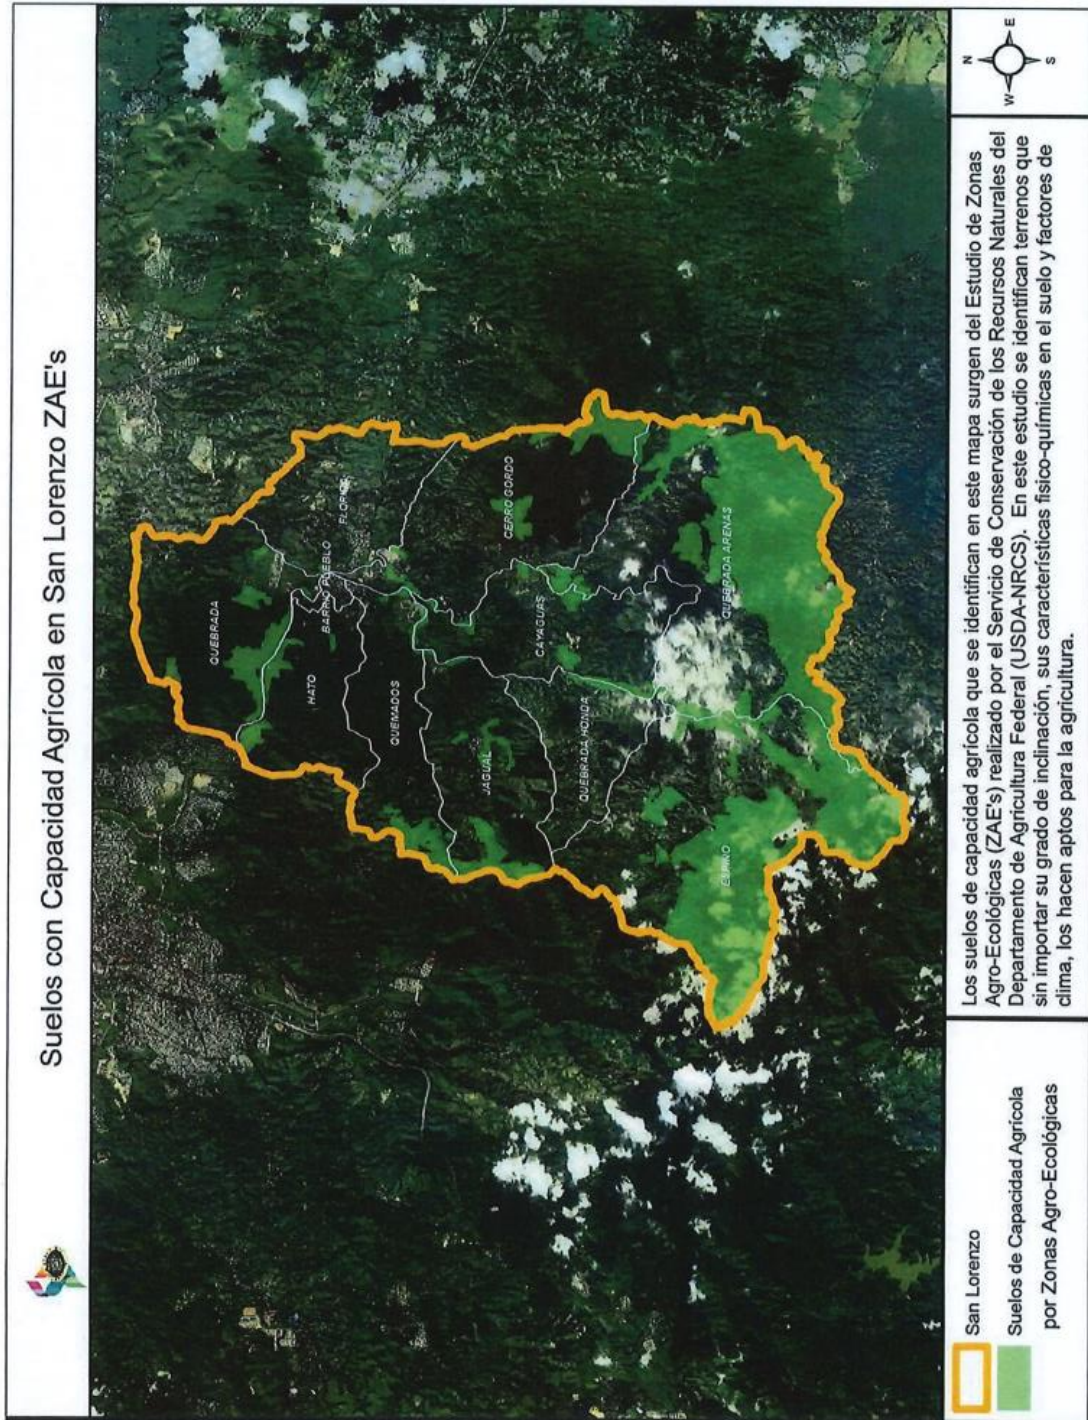 Suelos con Capacidad Agrícola en San Lorenzo ZAE's
QUEBRADA
HATO
BARRIO PUEBLO
FLORIDA
QUEMADOS
JAGUAL
CERRO GORDO
CAYAGUAS
QUEBRADA HONDA
ESPINO
QUEBRADA ARENAS
San Lorenzo
Suelos de Capacidad Agrícola
por Zonas Agro-Ecológicas
Los suelos de capacidad agrícola que se identifican en este mapa surgen del Estudio de Zonas
Agro-Ecológicas (ZAE's) realizado por el Servicio de Conservación de los Recursos Naturales del
Departamento de Agricultura Federal (USDA-NRCS). En este estudio se identifican terrenos que
sin importar su grado de inclinación, sus características fisico-químicas en el suelo y factores de
clima, los hacen aptos para la agricultura.
N
W E
S